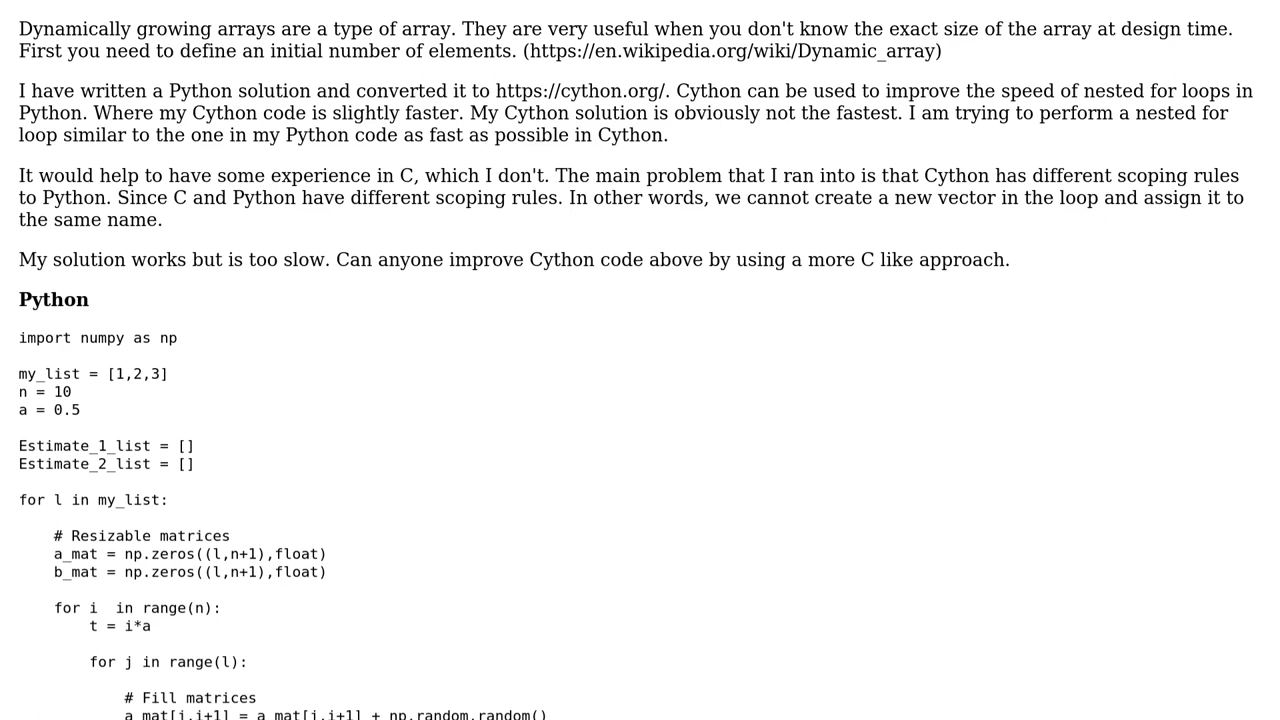 Dynamically growing arrays are a type of array. They are very useful when you don't know the exact size of the array at design time.
First you need to define an initial number of elements. (https://en.wikipedia.org/wiki/Dynamic_array)
I have written a Python solution and converted it to https://cython.org/. Cython can be used to improve the speed of nested for loops in
Python. Where my Cython code is slightly faster. My Cython solution is obviously not the fastest. I am trying to perform a nested for
loop similar to the one in my Python code as fast as possible in Cython.
It would help to have some experience in C, which I don't. The main problem that I ran into is that Cython has different scoping rules
to Python. Since C and Python have different scoping rules. In other words, we cannot create a new vector in the loop and assign it to
the same name.
My solution works but is too slow. Can anyone improve Cython code above by using a more C like approach.
Python
import numpy as np
my_list = [1,2,3]
n = 10
a = 0.5
Estimate_1_list = []
Estimate_2_list = []
for l in my_list:
    # Resizable matrices
    a_mat = np.zeros((l,n+1),float)
    b_mat = np.zeros((l,n+1),float)
    for i  in range(n):
        t = i*a
        for j in range(l):
            # Fill matrices
            a_mat[j,i+1] = a_mat[j,i+1] + np.random.random()